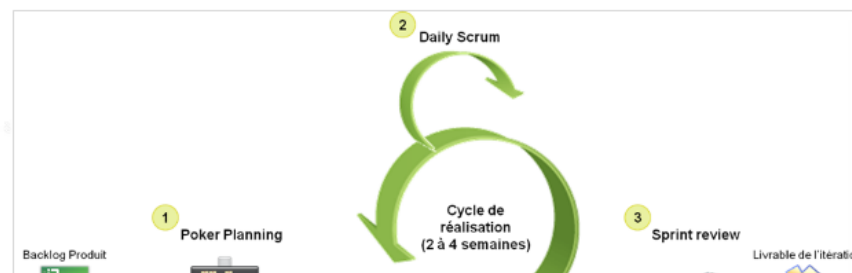 2
Daily Scrum
1
Poker Planning
Cycle de
réalisation
(2 à 4 semaines)
3
Sprint review
Backlog Produit
Livrable de l'itératio